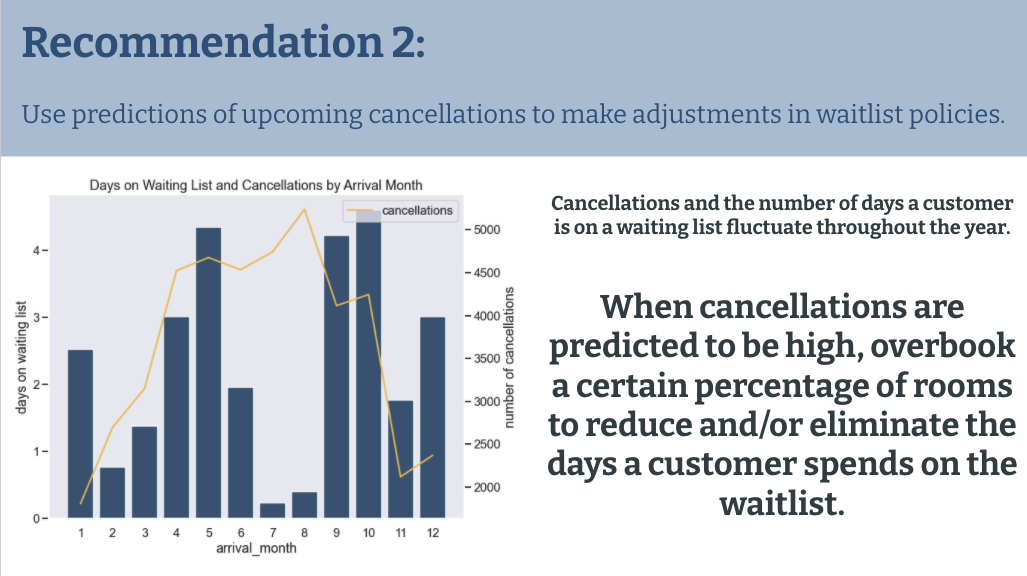 Recommendation 2:
Use predictions of upcoming cancellations to make adjustments in waitlist policies.
Days on Waiting List and Cancellations by Arrival Month
cancellations
days on waiting list
4
3
2
1
0
5000
4500
4000
3500
3000
2500
2000
number of cancellations
1 2 3 4 5 6 7 8 9 10 11 12
arrival_month
Cancellations and the number of days a customer
is on a waiting list fluctuate throughout the year.
When cancellations are
predicted to be high, overbook
a certain percentage of rooms
to reduce and/or eliminate the
days a customer spends on the
waitlist.